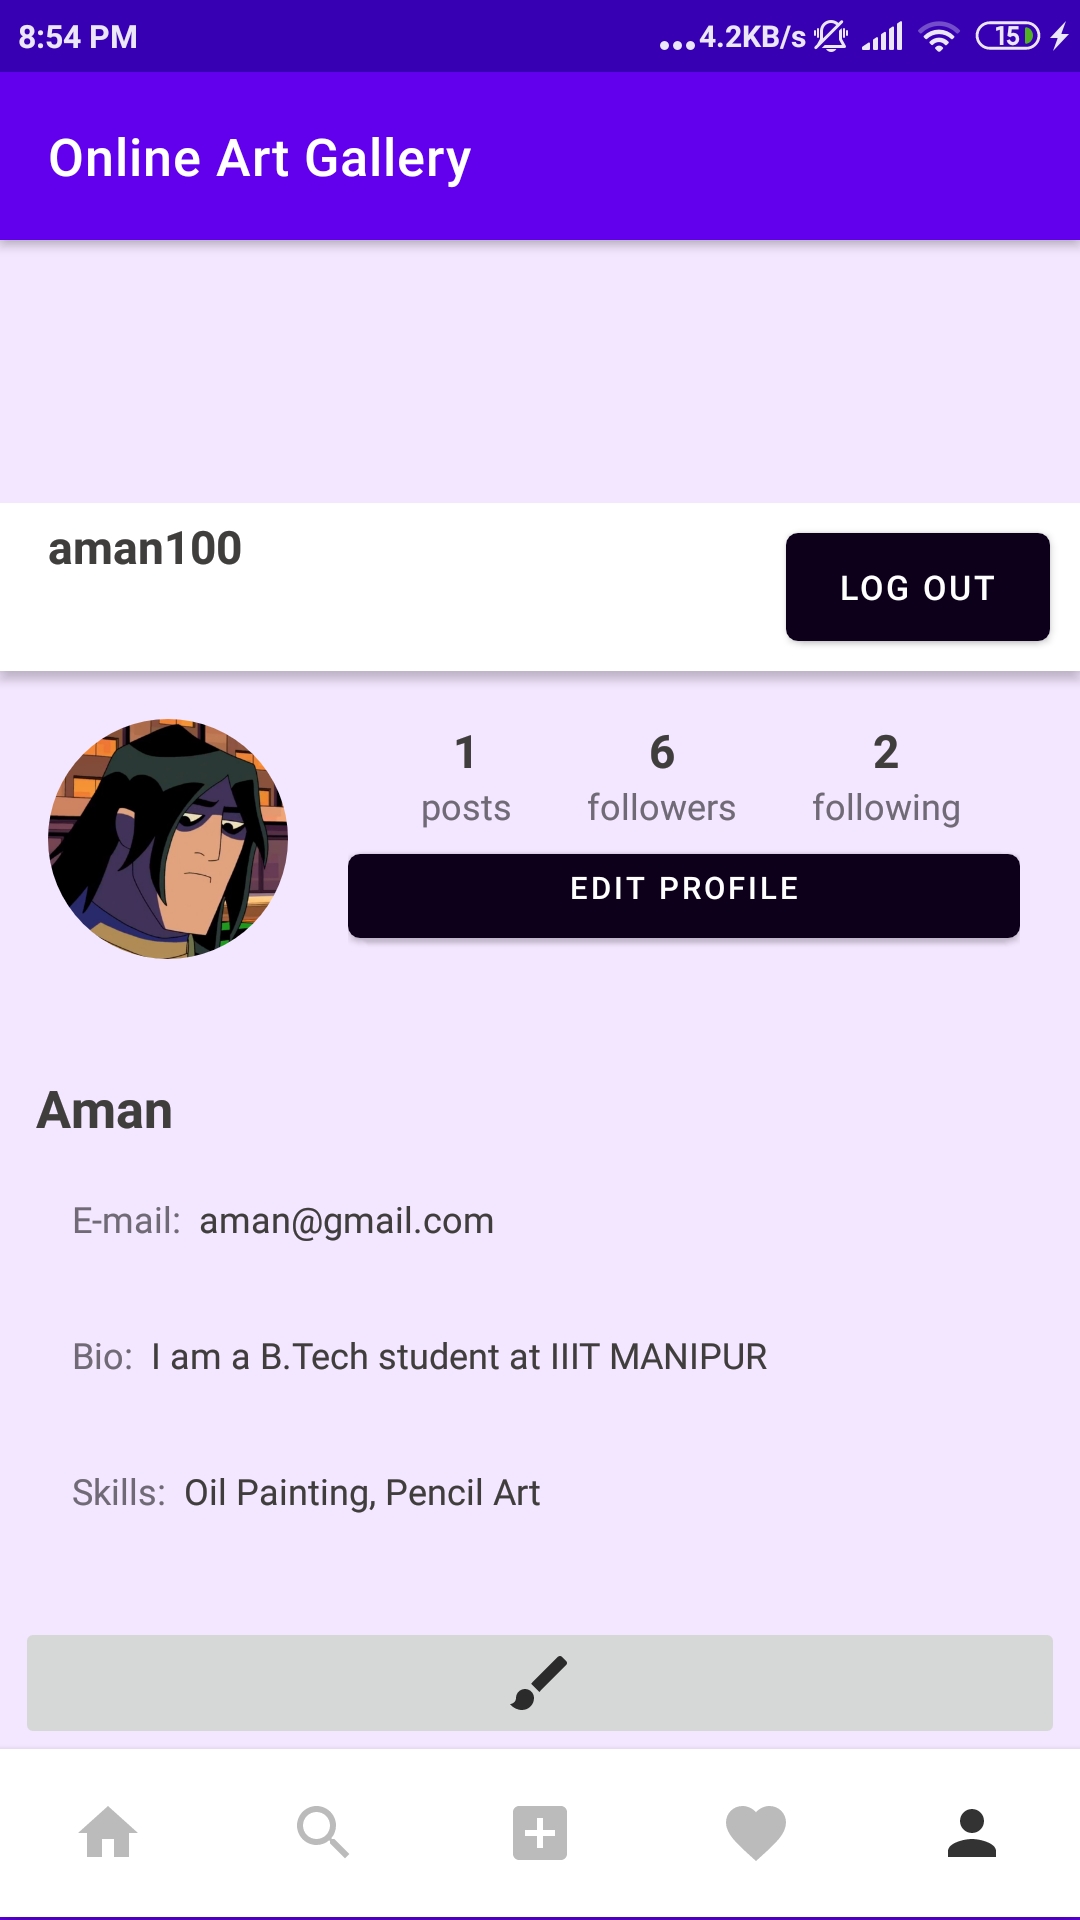 8:54 PM ...4.2KB/s 15
Online Art Gallery
aman100
LOG OUT
1 6 2
posts followers following
EDIT PROFILE
Aman
E-mail: aman@gmail.com
Bio: I am a B.Tech student at IIIT MANIPUR
Skills: Oil Painting, Pencil Art